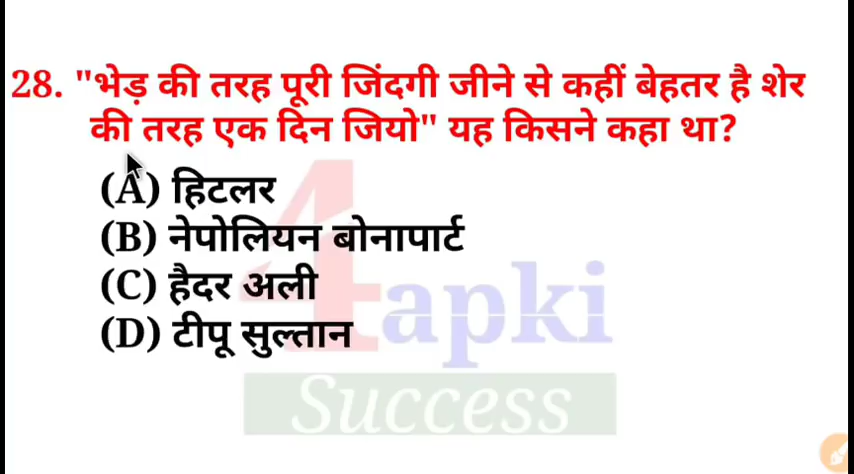 28. "भेड़ की तरह पूरी जिंदगी जीने से कहीं बेहतर है शेर
की तरह एक दिन जियो" यह किसने कहा था?
(A) हिटलर
(B) नेपोलियन बोनापार्ट
(C) हैदर अली
(D) टीपू सुल्तान
4apki
Success